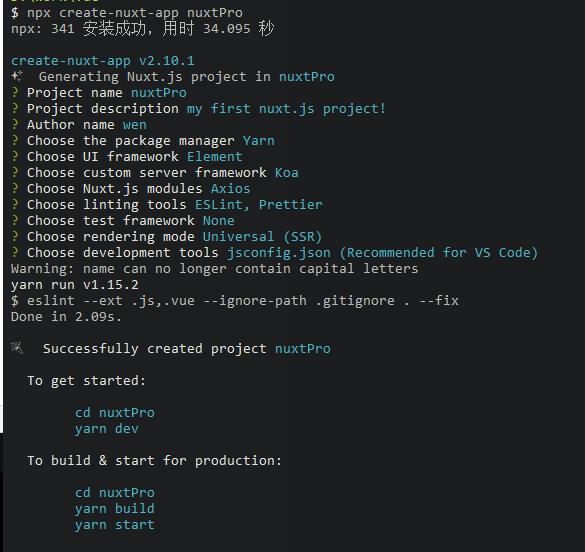 $ npx create-nuxt-app nuxtPro
npx: 341 安装成功，用时 34.095 秒
create-nuxt-app v2.10.1
✨ Generating Nuxt.js project in nuxtPro
? Project name nuxtPro
? Project description my first nuxt.js project!
? Author name wen
? Choose the package manager Yarn
? Choose UI framework Element
? Choose custom server framework Koa
? Choose Nuxt.js modules Axios
? Choose linting tools ESLint, Prettier
? Choose test framework None
? Choose rendering mode Universal (SSR)
? Choose development tools jsconfig.json (Recommended for VS Code)
Warning: name can no longer contain capital letters
yarn run v1.15.2
$ eslint --ext .js,.vue --ignore-path .gitignore . --fix
Done in 2.09s.
Successfully created project nuxtPro
To get started:
cd nuxtPro
yarn dev
To build & start for production:
cd nuxtPro
yarn build
yarn start